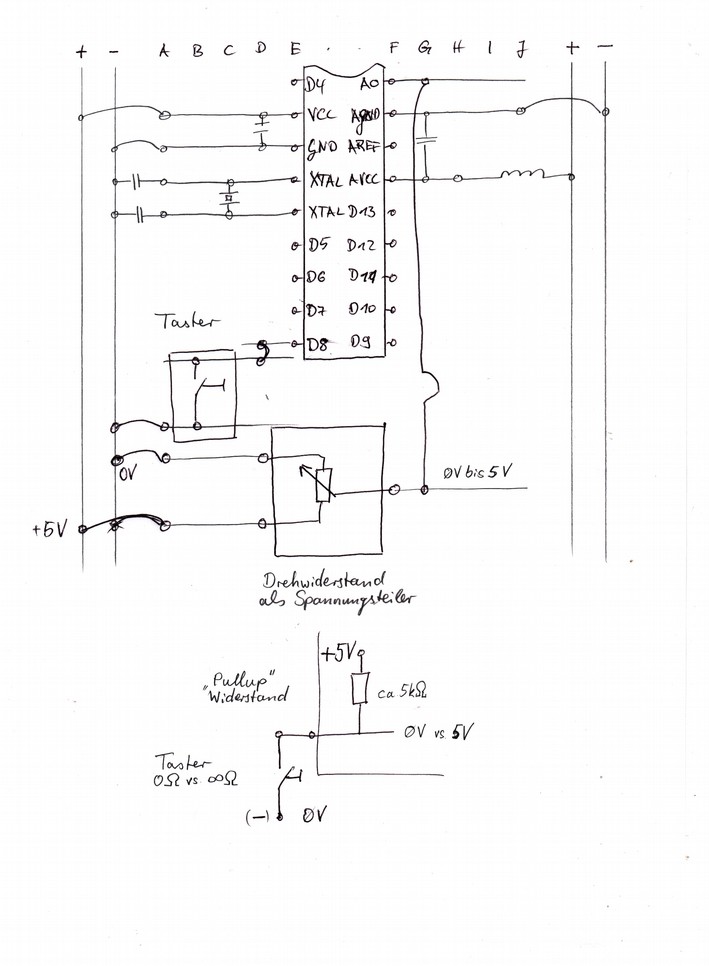 + - A B C D E . . F G H I J + -
D4 A0
VCC AGND
GND AREF
XTAL AVCC
XTAL D13
D5 D12
D6 D11
D7 D10
D8 D9
Taster
0V
0V bis 5V
+5V
Drehwiderstand
als Spannungsteiler
+5V
"Pullup"
Widerstand
ca 5kΩ
0V vs. 5V
Taster
0Ω vs. ∞Ω
(-) 0V